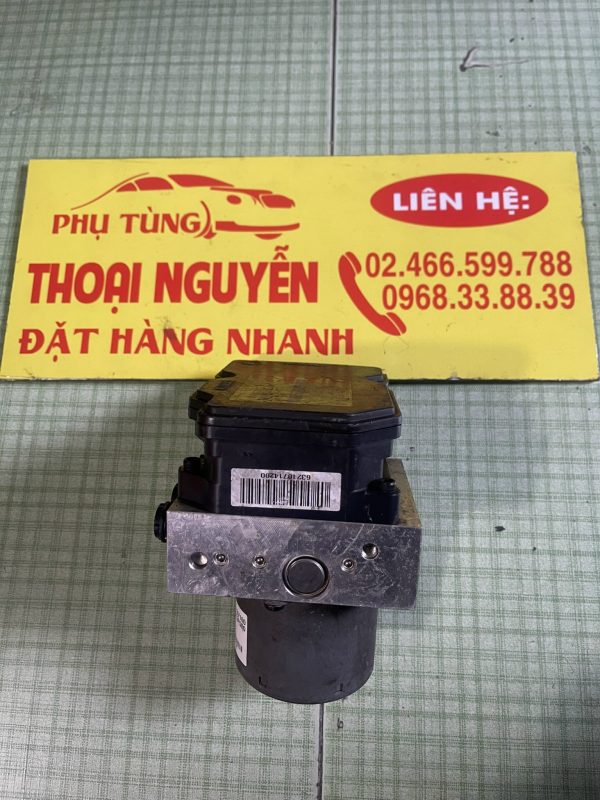 PHỤ TÙNG
THOẠI NGUYỄN
ĐẶT HÀNG NHANH
LIÊN HỆ:
02.466.599.788
0968.33.88.39